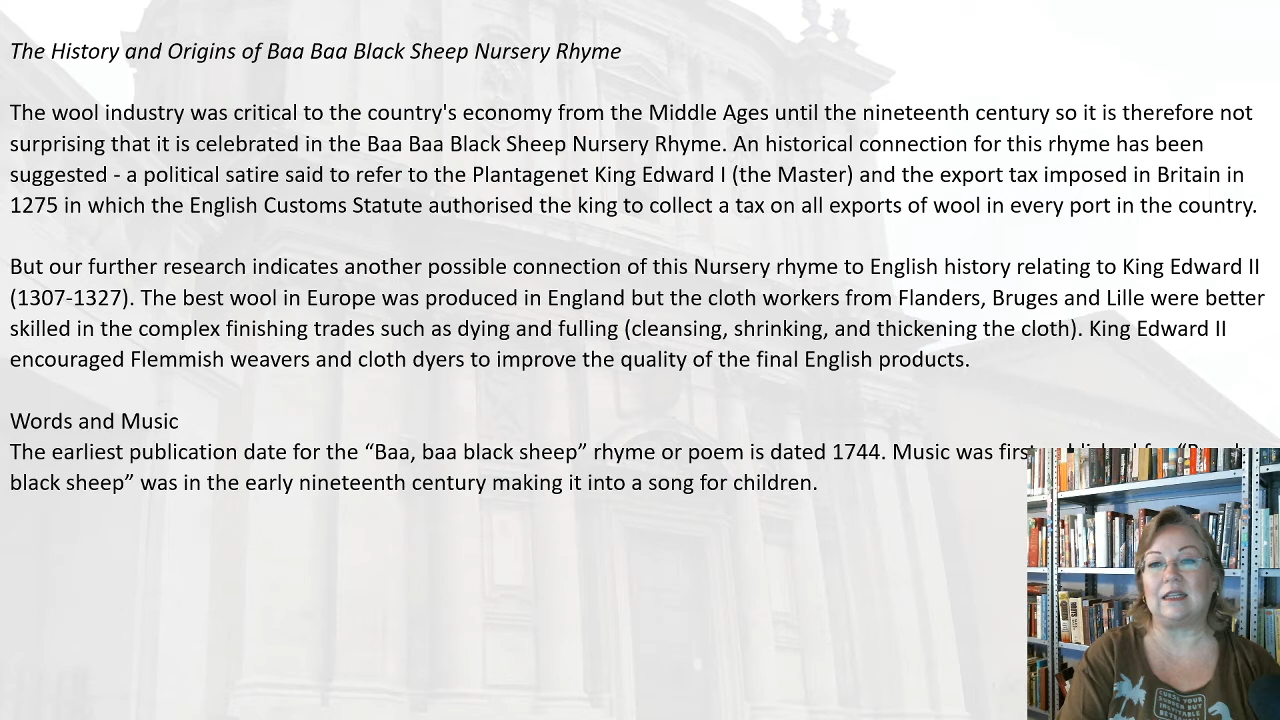 The History and Origins of Baa Baa Black Sheep Nursery Rhyme
The wool industry was critical to the country's economy from the Middle Ages until the nineteenth century so it is therefore not
surprising that it is celebrated in the Baa Baa Black Sheep Nursery Rhyme. An historical connection for this rhyme has been
suggested - a political satire said to refer to the Plantagenet King Edward I (the Master) and the export tax imposed in Britain in
1275 in which the English Customs Statute authorised the king to collect a tax on all exports of wool in every port in the country.
But our further research indicates another possible connection of this Nursery rhyme to English history relating to King Edward II
(1307-1327). The best wool in Europe was produced in England but the cloth workers from Flanders, Bruges and Lille were better
skilled in the complex finishing trades such as dying and fulling (cleansing, shrinking, and thickening the cloth). King Edward II
encouraged Flemmish weavers and cloth dyers to improve the quality of the final English products.
Words and Music
The earliest publication date for the “Baa, baa black sheep” rhyme or poem is dated 1744. Music was first
black sheep” was in the early nineteenth century making it into a song for children.